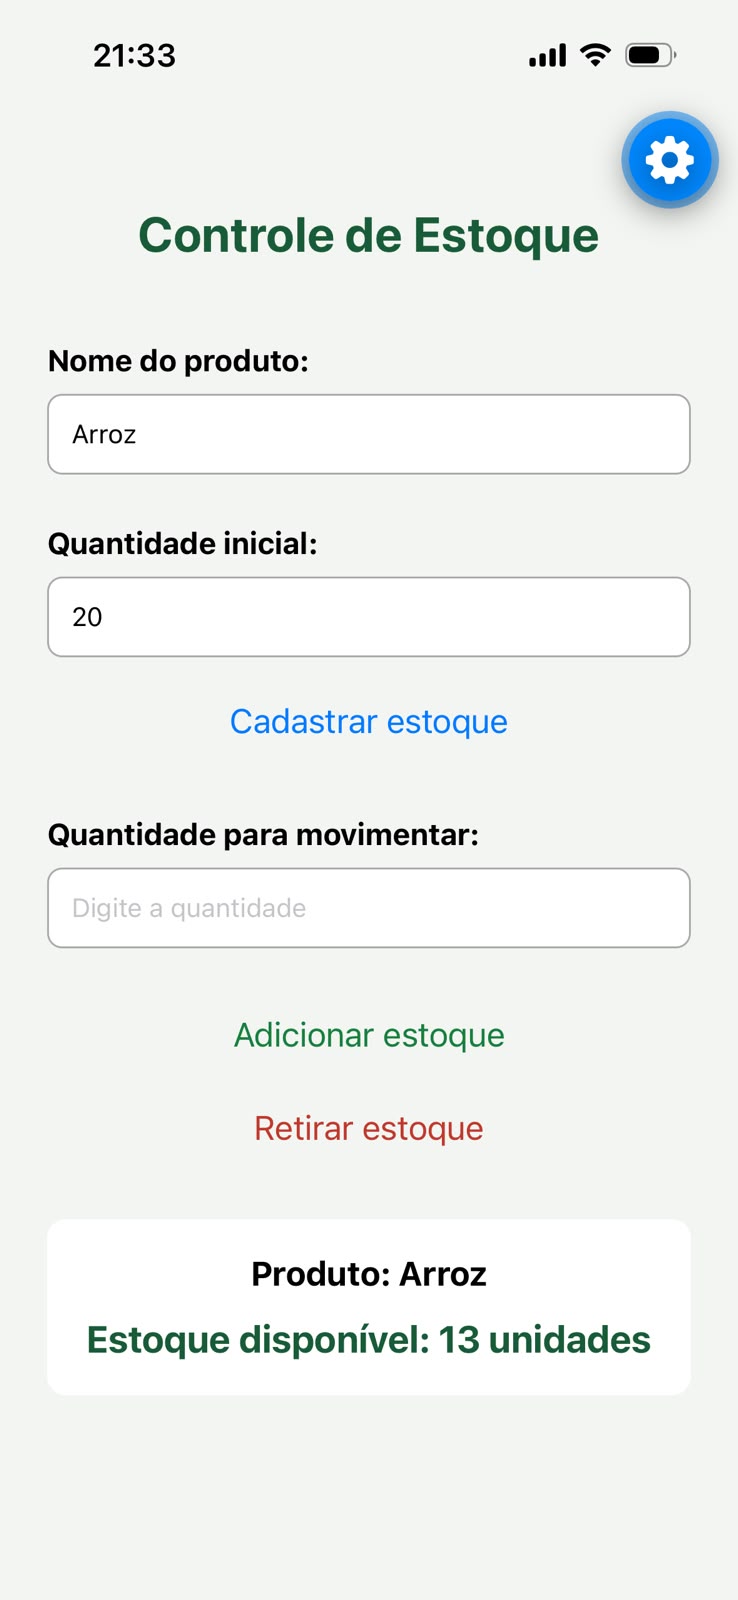 21:33
Controle de Estoque
Nome do produto:
Arroz
Quantidade inicial:
20
Cadastrar estoque
Quantidade para movimentar:
Digite a quantidade
Adicionar estoque
Retirar estoque
Produto: Arroz
Estoque disponível: 13 unidades